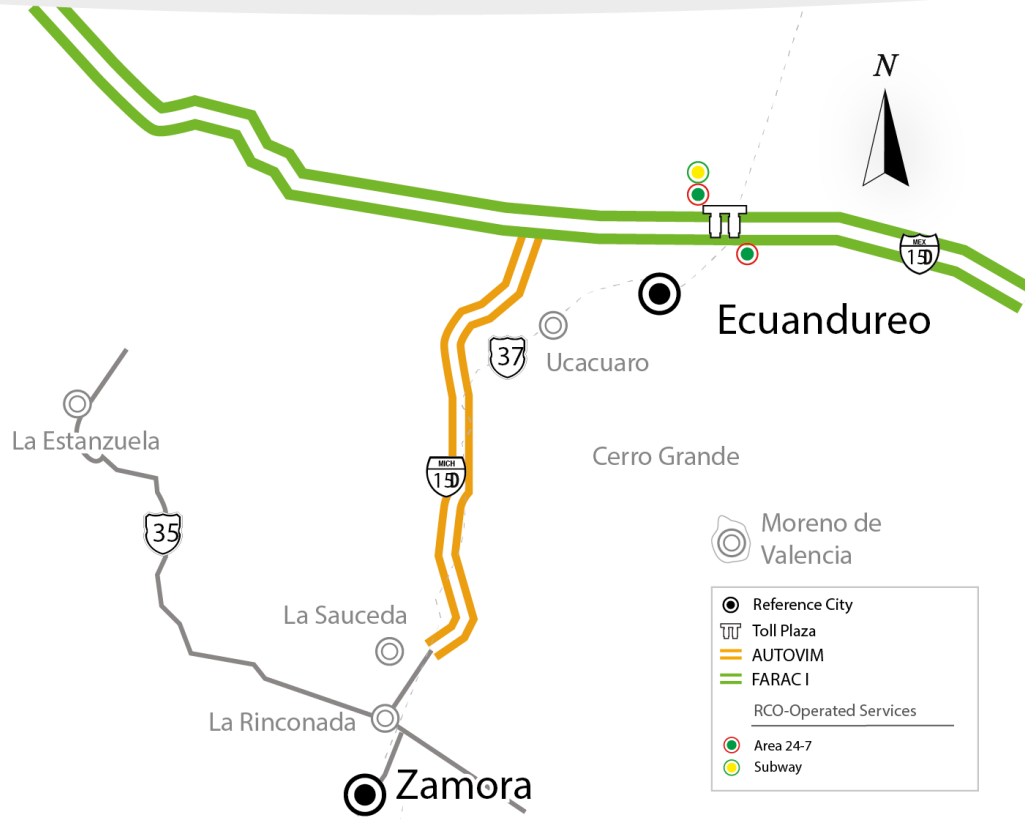 N
MEX
15D
Ecuandureo
37
Ucacuaro
La Estanzuela
Cerro Grande
MICH
15D
35
Moreno de
Valencia
La Sauceda
La Rinconada
Zamora
Reference City
Toll Plaza
AUTOVIM
FARAC I
RCO-Operated Services
Area 24-7
Subway